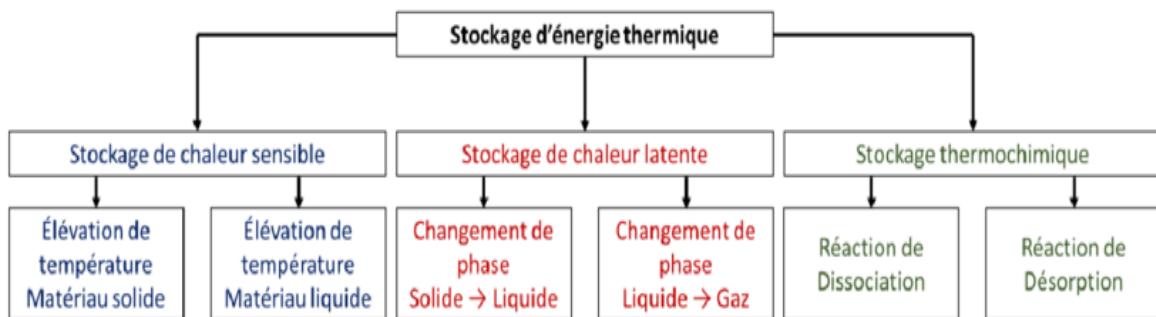 Stockage d'énergie thermique
Stockage de chaleur sensible
Stockage de chaleur latente
Stockage thermochimique
Élévation de
température
Matériau solide
Élévation de
température
Matériau liquide
Changement de
phase
Solide → Liquide
Changement de
phase
Liquide → Gaz
Réaction de
Dissociation
Réaction de
Désorption